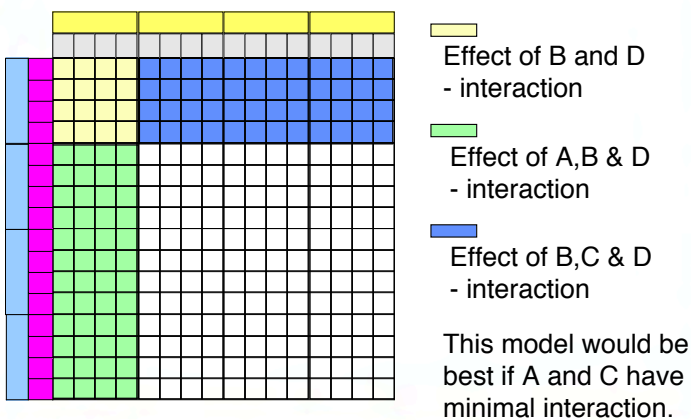 Effect of B and D
- interaction
Effect of A,B & D
- interaction
Effect of B,C & D
- interaction
This model would be
best if A and C have
minimal interaction.